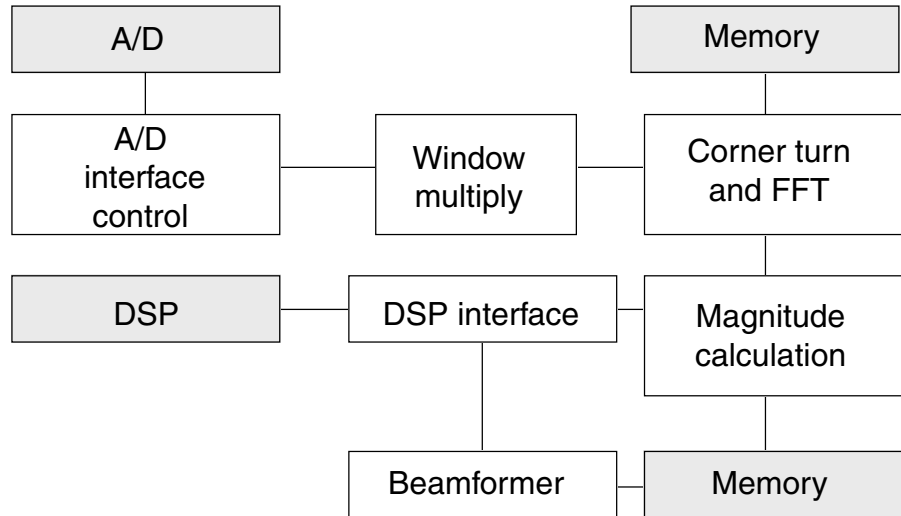 A/D
Memory
A/D
interface
control
Window
multiply
Corner turn
and FFT
DSP
DSP interface
Magnitude
calculation
Beamformer
Memory